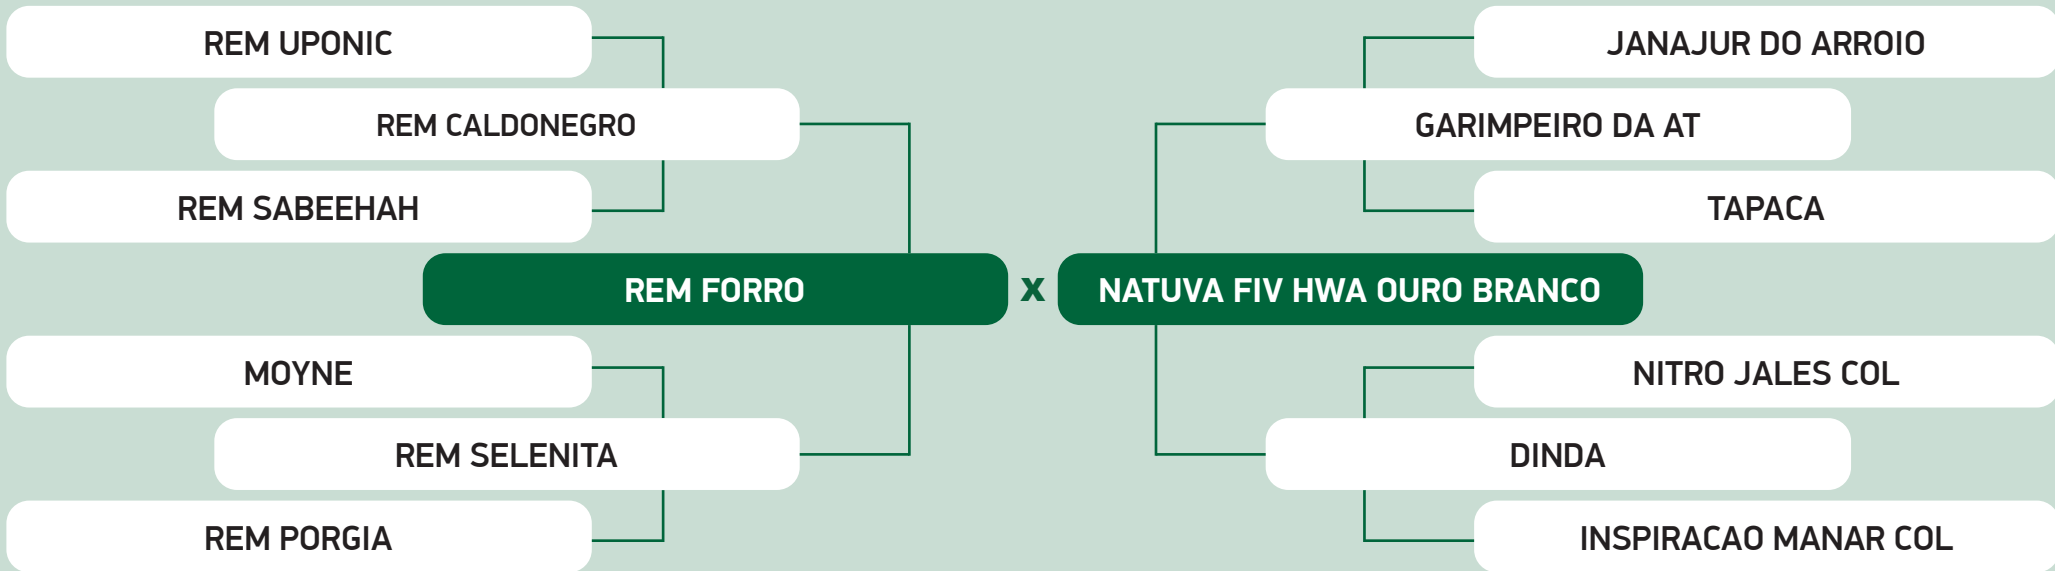 REM UPONIC
JANAJUR DO ARROIO
REM CALDONEGRO
GARIMPEIRO DA AT
REM SABEEHAH
TAPACA
REM FORRO x NATUVA FIV HWA OURO BRANCO
MOYNE
NITRO JALES COL
REM SELENITA
DINDA
REM PORGIA
INSPIRACAO MANAR COL